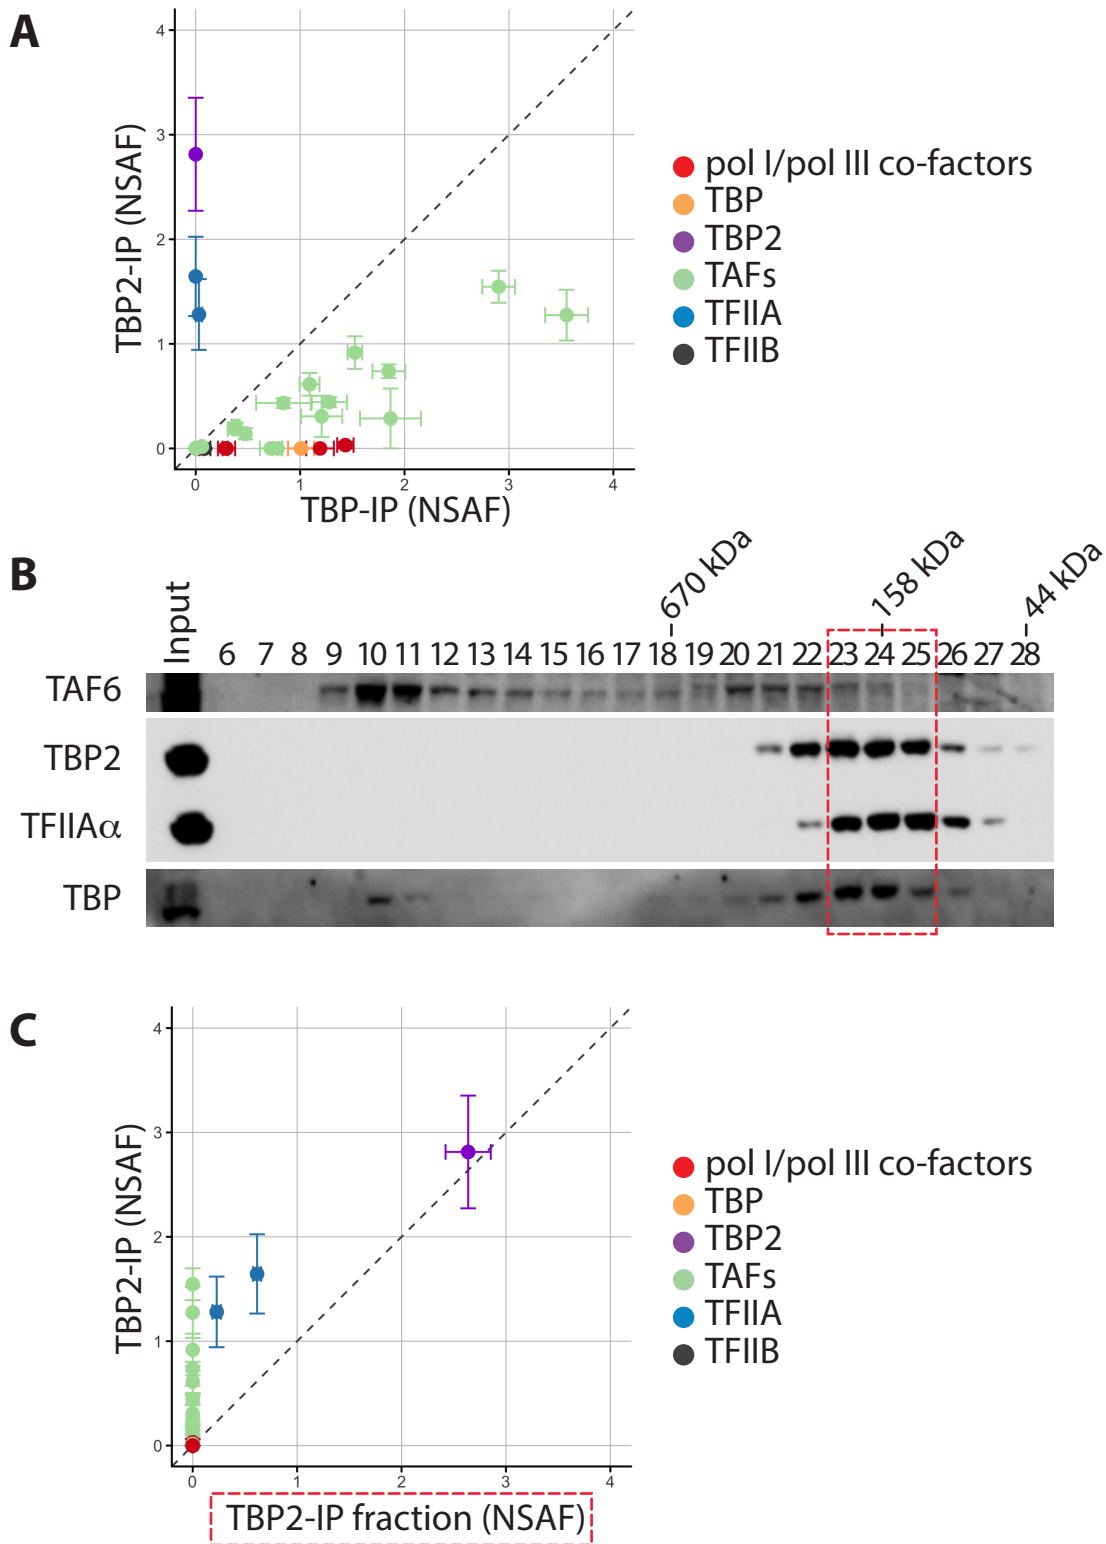 A
TBP2-IP (NSAF)
4
3
2
1
0
0 1 2 3 4
TBP-IP (NSAF)
pol I/pol III co-factors
TBP
TBP2
TAFs
TFIIA
TFIIB
B
670 kDa
158 kDa
44 kDa
Input 6 7 8 9 10 11 12 13 14 15 16 17 18 19 20 21 22 23 24 25 26 27 28
TAF6
TBP2
TFIIAα
TBP
C
TBP2-IP (NSAF)
4
3
2
1
0
0 1 2 3 4
TBP2-IP fraction (NSAF)
pol I/pol III co-factors
TBP
TBP2
TAFs
TFIIA
TFIIB